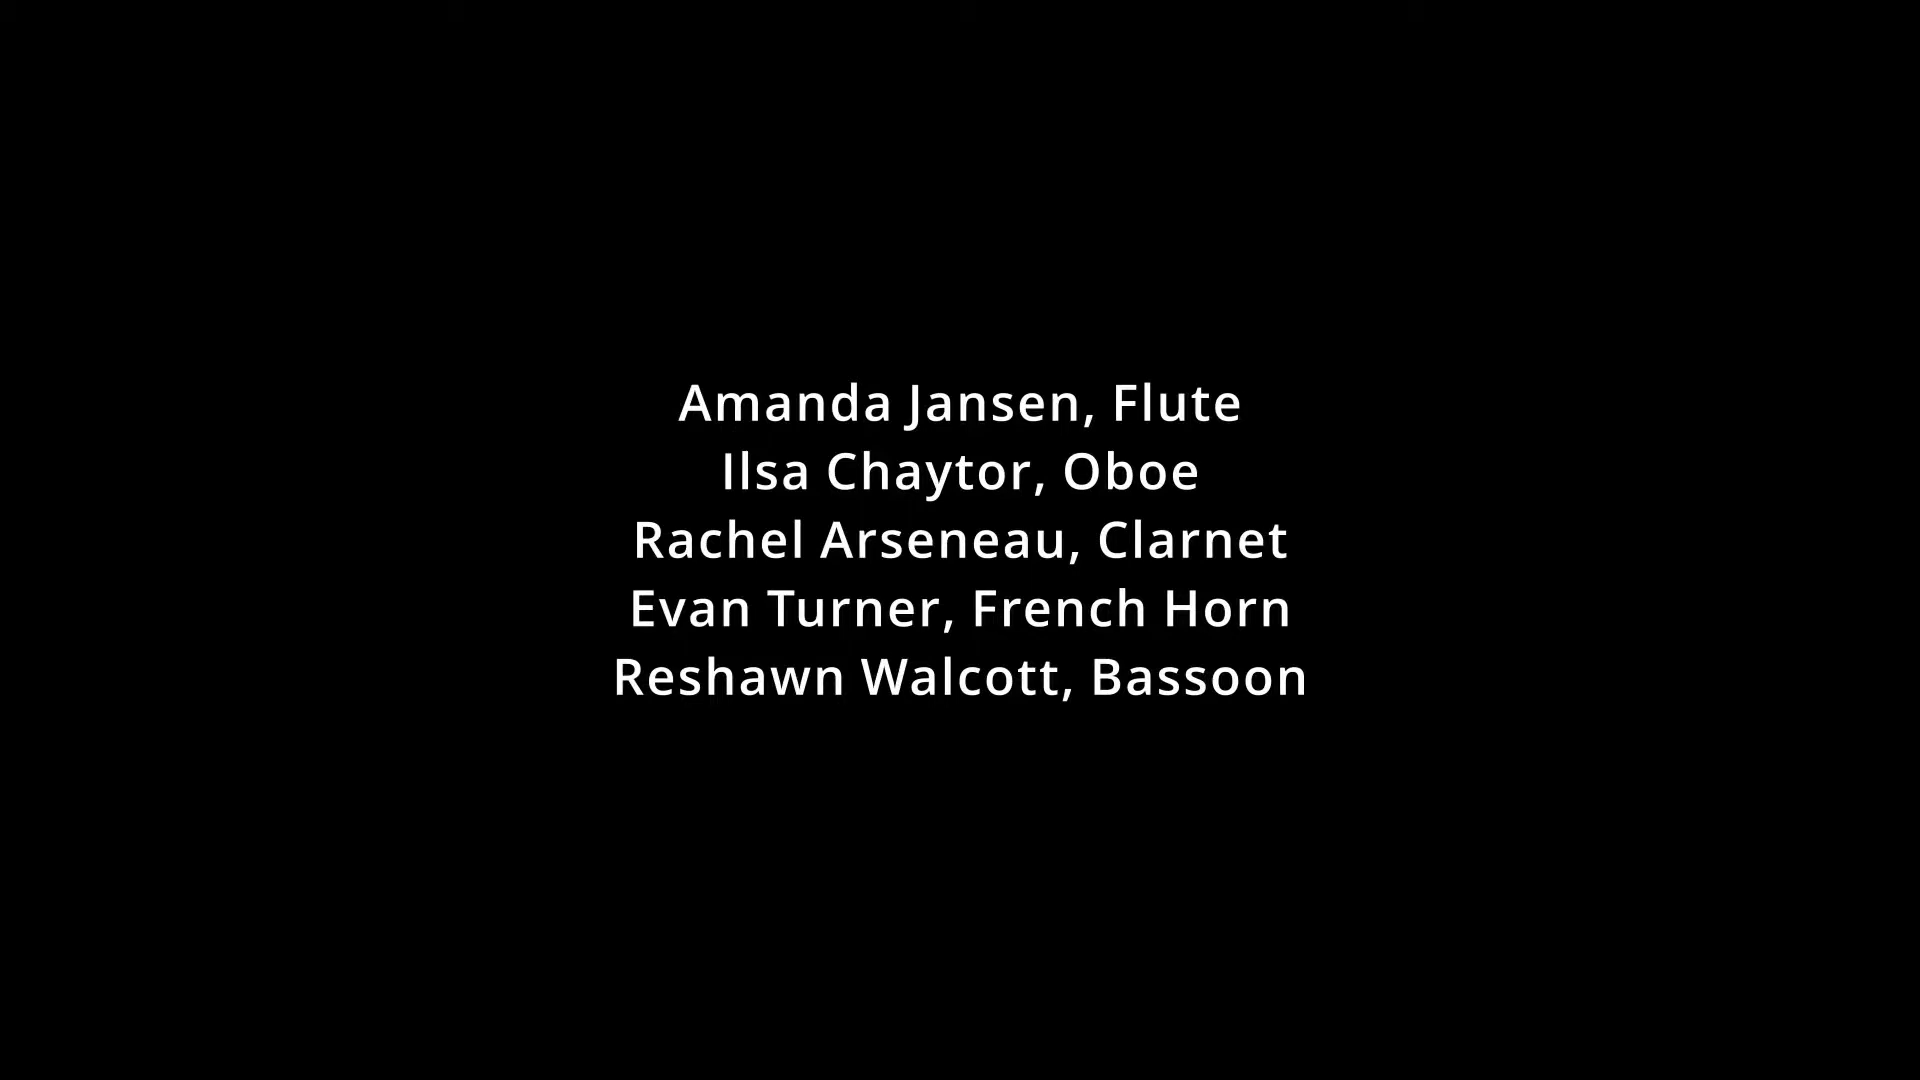 Amanda Jansen, Flute
Ilsa Chaytor, Oboe
Rachel Arseneau, Clarnet
Evan Turner, French Horn
Reshawn Walcott, Bassoon